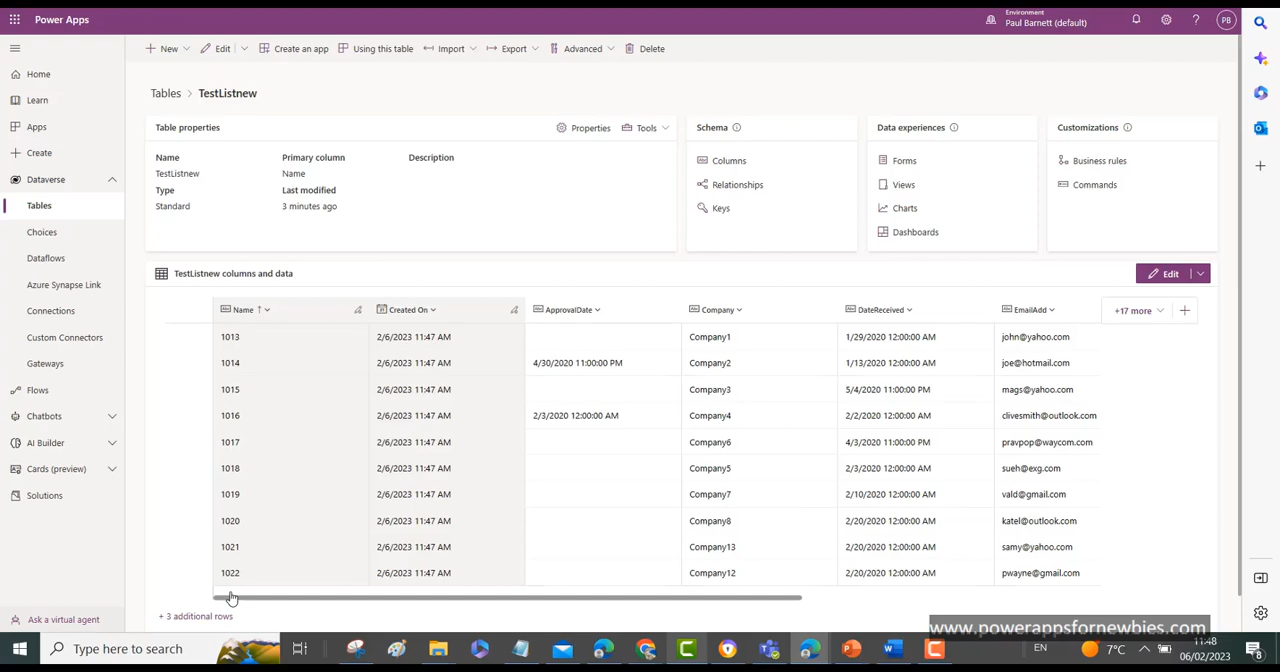 Power Apps
Environment
Paul Barnett (default)
?
PB
New
Edit
Create an app
Using this table
Import
Export
Advanced
Delete
Home
Learn
Apps
Create
Dataverse
Tables
Choices
Dataflows
Azure Synapse Link
Connections
Custom Connectors
Gateways
Flows
Chatbots
AI Builder
Cards (preview)
Solutions
Ask a virtual agent
Tables > TestListnew
Table properties
Properties
Tools
Name
Primary column
Description
TestListnew
Name
Type
Last modified
Standard
3 minutes ago
Schema
Columns
Relationships
Keys
Data experiences
Forms
Views
Charts
Dashboards
Customizations
Business rules
Commands
TestListnew columns and data
Edit
Name ↑ Created On ApprovalDate Company DateReceived EmailAdd +17 more
1013 2/6/2023 11:47 AM Company1 1/29/2020 12:00:00 AM john@yahoo.com
1014 2/6/2023 11:47 AM 4/30/2020 11:00:00 PM Company2 1/13/2020 12:00:00 AM joe@hotmail.com
1015 2/6/2023 11:47 AM Company3 5/4/2020 11:00:00 PM mags@yahoo.com
1016 2/6/2023 11:47 AM 2/3/2020 12:00:00 AM Company4 2/2/2020 12:00:00 AM clivesmith@outlook.com
1017 2/6/2023 11:47 AM Company6 4/3/2020 11:00:00 PM pravpop@waycom.com
1018 2/6/2023 11:47 AM Company5 2/3/2020 12:00:00 AM sueh@exg.com
1019 2/6/2023 11:47 AM Company7 2/10/2020 12:00:00 AM vald@gmail.com
1020 2/6/2023 11:47 AM Company8 2/20/2020 12:00:00 AM katel@outlook.com
1021 2/6/2023 11:47 AM Company13 2/20/2020 12:00:00 AM samy@yahoo.com
1022 2/6/2023 11:47 AM Company12 2/20/2020 12:00:00 AM pwayne@gmail.com
+ 3 additional rows
www.powerappsfornewbies.com
Type here to search
EN
7°C
11:48
06/02/2023
8